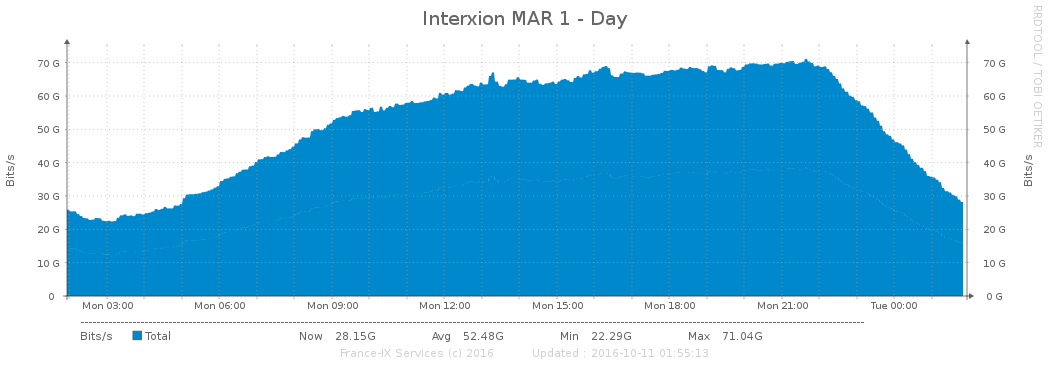 Interxion MAR 1 - Day
RRDTOOL / TOBI OETIKER
Bits/s
70 G
60 G
50 G
40 G
30 G
20 G
10 G
0
70 G
60 G
50 G
40 G
30 G
20 G
10 G
0 G
Bits/s
Mon 03:00 Mon 06:00 Mon 09:00 Mon 12:00 Mon 15:00 Mon 18:00 Mon 21:00 Tue 00:00
Bits/s Total Now 28.15G Avg 52.48G Min 22.29G Max 71.04G
France-IX Services (c) 2016 Updated : 2016-10-11 01:55:13